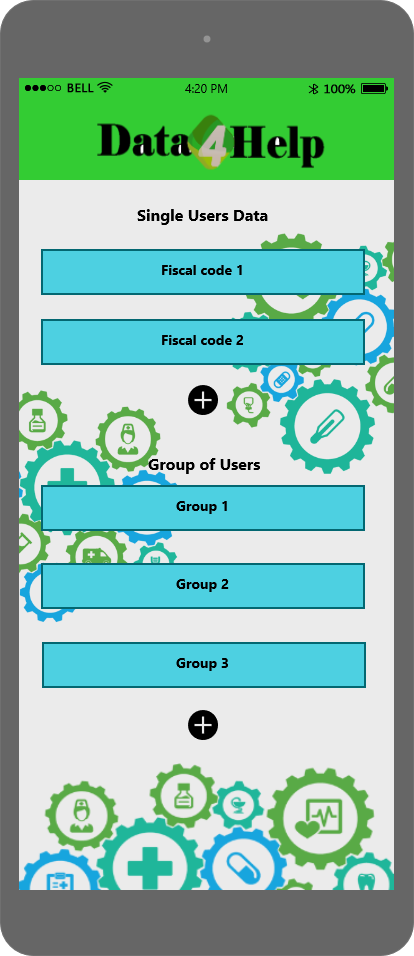 BELL 4:20 PM 100%
Data4Help
Single Users Data
Fiscal code 1
Fiscal code 2
Group of Users
Group 1
Group 2
Group 3